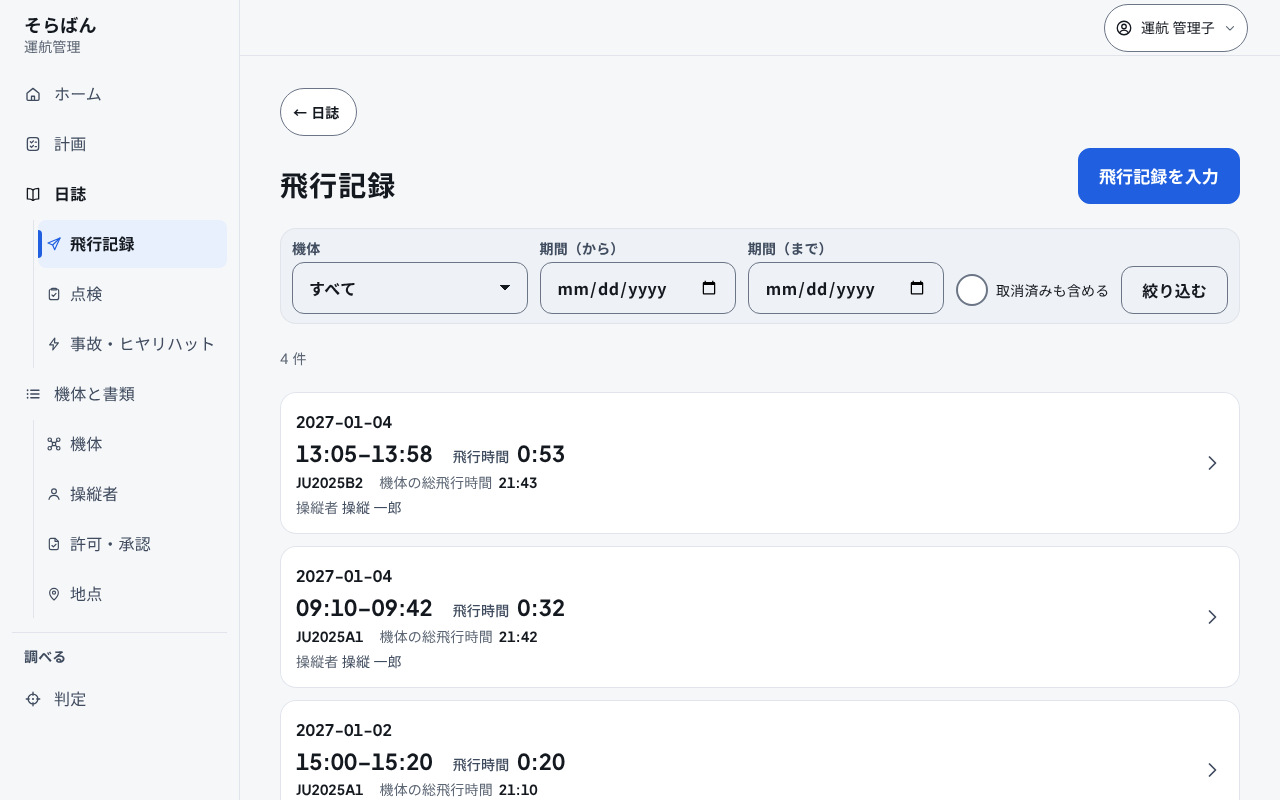 そらばん
運航管理
ホーム
計画
日誌
飛行記録
点検
事故・ヒヤリハット
機体と書類
機体
操縦者
許可・承認
地点
調べる
判定
運航 管理子
← 日誌
飛行記録
飛行記録を入力
機体
すべて
期間（から）
mm/dd/yyyy
期間（まで）
mm/dd/yyyy
取消済みも含める
絞り込む
4 件
2027-01-04
13:05–13:58 飛行時間 0:53
JU2025B2 機体の総飛行時間 21:43
操縦者 操縦 一郎
2027-01-04
09:10–09:42 飛行時間 0:32
JU2025A1 機体の総飛行時間 21:42
操縦者 操縦 一郎
2027-01-02
15:00–15:20 飛行時間 0:20
JU2025A1 機体の総飛行時間 21:10